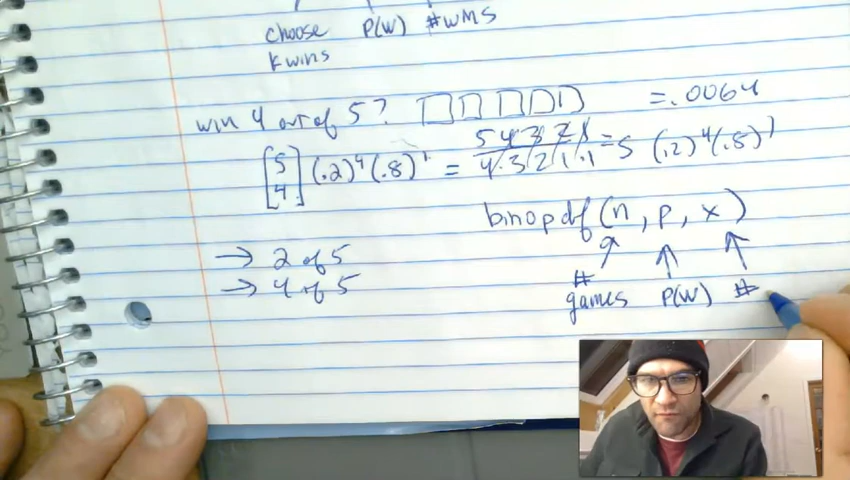 choose P(W) #wins
k wins
win 4 out of 5? =.0064
[5 4] (.2)^4(.8)^1 = 5 4 3 2 1 / 4·3 2 1 ·1 = 5 (.2)^4(.8)^1
binopdf(n, p, x)
→ 2 of 5
→ 4 of 5
# games P(W) #